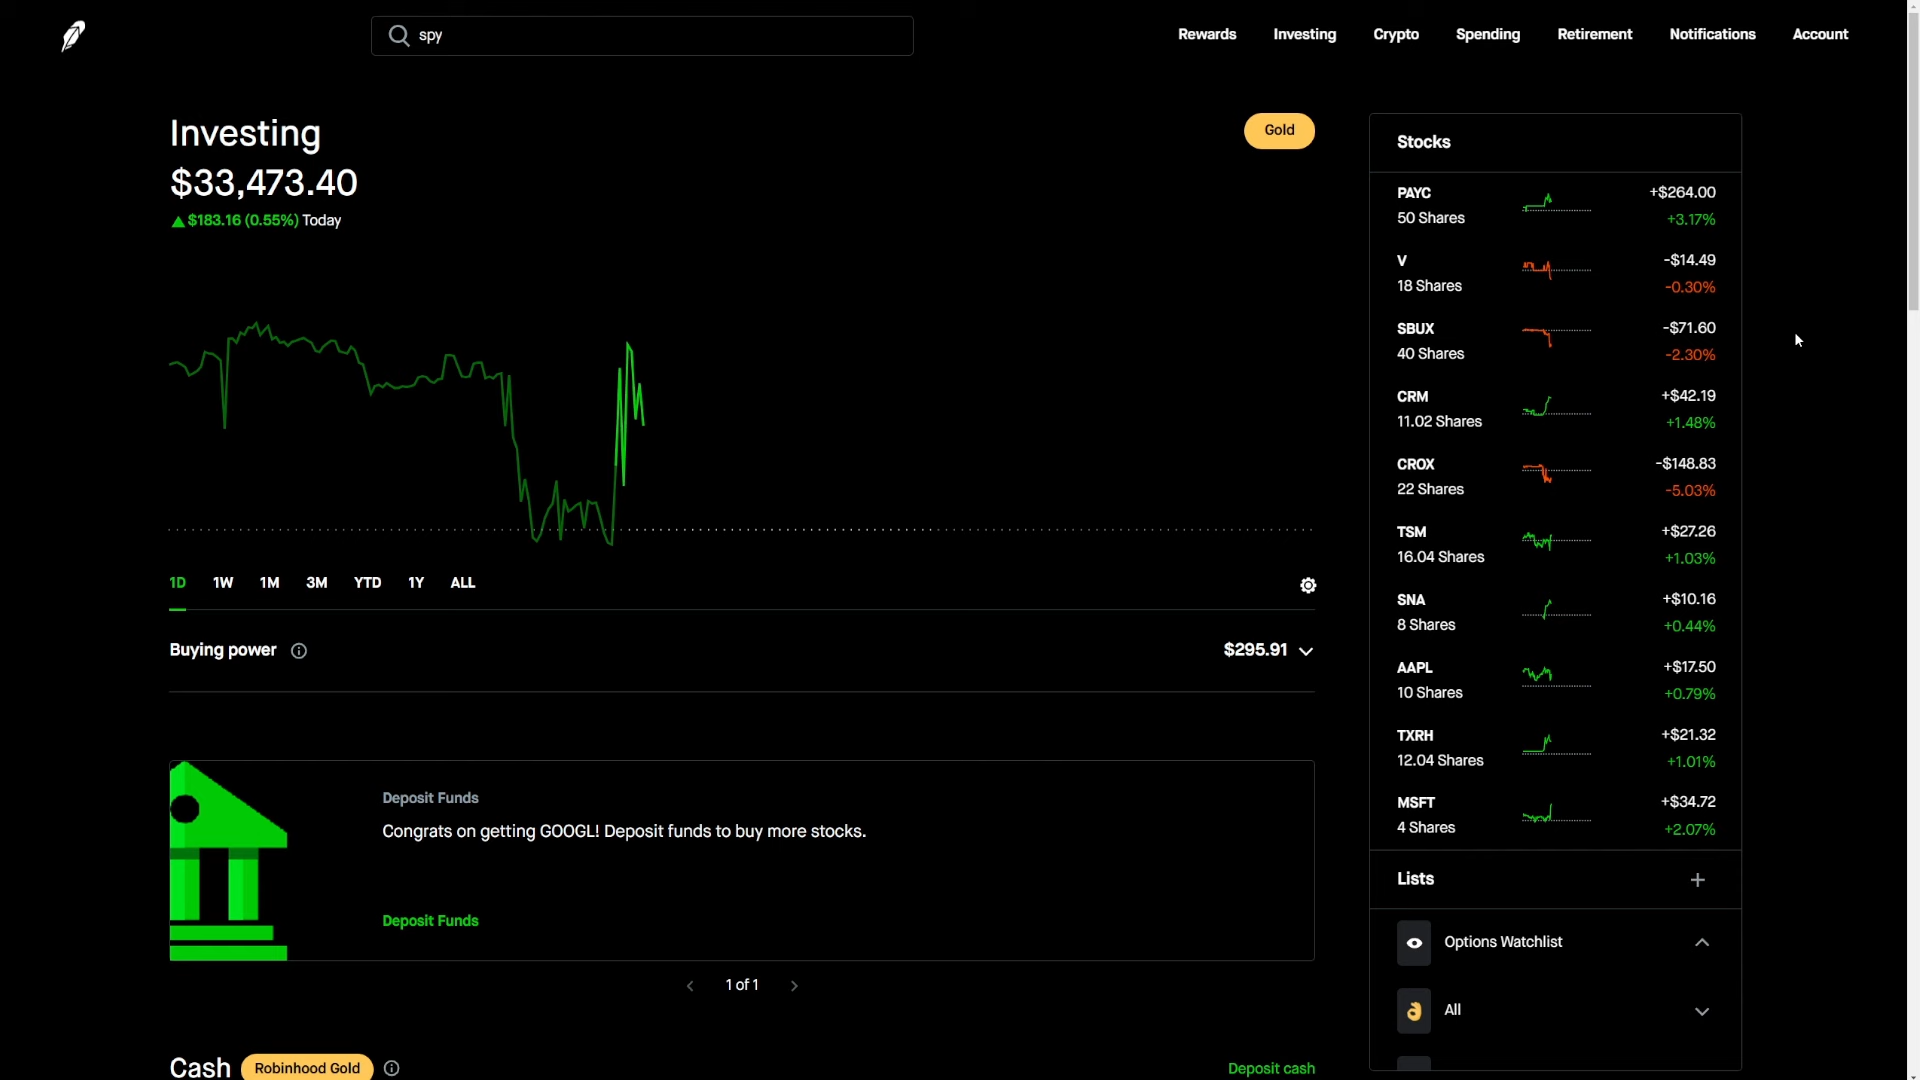 spy
Rewards
Investing
Crypto
Spending
Retirement
Notifications
Account
Investing
$33,473.40
$183.16 (0.55%) Today
Gold
1D
1W
1M
3M
YTD
1Y
ALL
Buying power
$295.91
Deposit Funds
Congrats on getting GOOGL! Deposit funds to buy more stocks.
Deposit Funds
1 of 1
Cash
Robinhood Gold
Deposit cash
Stocks
PAYC
+$264.00
50 Shares
+3.17%
V
-$14.49
18 Shares
-0.30%
SBUX
-$71.60
40 Shares
-2.30%
CRM
+$42.19
11.02 Shares
+1.48%
CROX
-$148.83
22 Shares
-5.03%
TSM
+$27.26
16.04 Shares
+1.03%
SNA
+$10.16
8 Shares
+0.44%
AAPL
+$17.50
10 Shares
+0.79%
TXRH
+$21.32
12.04 Shares
+1.01%
MSFT
+$34.72
4 Shares
+2.07%
Lists
Options Watchlist
All